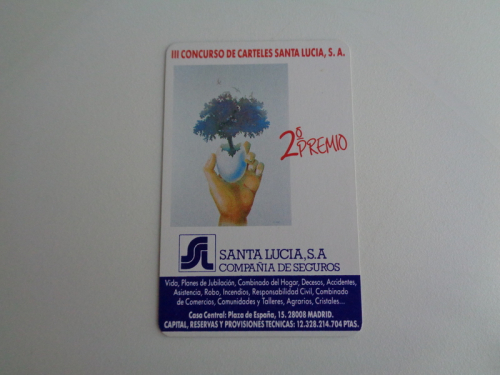 III CONCURSO DE CARTELES SANTA LUCIA, S. A.
2º PREMIO
SL
SANTA LUCIA, S.A
COMPAÑIA DE SEGUROS
Vida, Planes de Jubilación, Combinado del Hogar, Decesos, Accidentes,
Asistencia, Robo, Incendios, Responsabilidad Civil, Combinado
de Comercios, Comunidades y Talleres, Agrarios, Cristales...
Casa Central: Plaza de España, 15. 28008 MADRID.
CAPITAL, RESERVAS Y PROVISIONES TECNICAS: 12.328.214.704 PTAS.